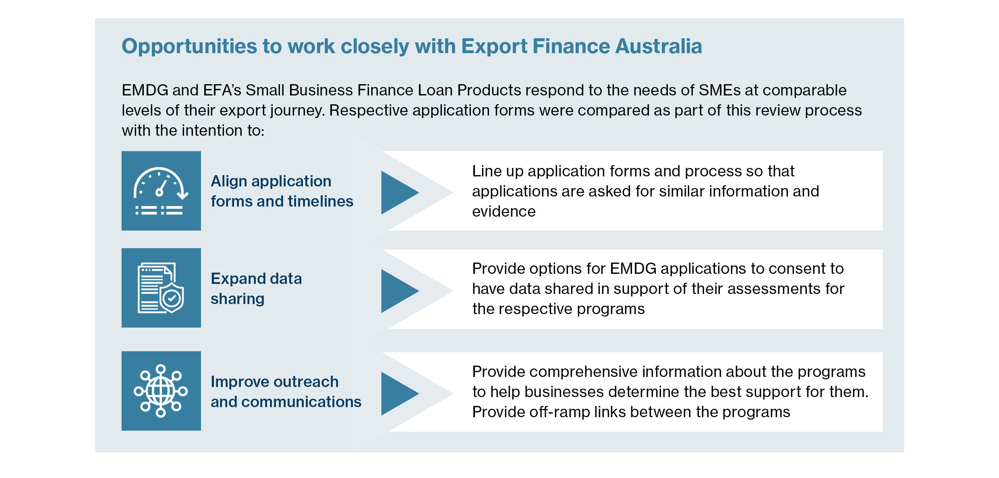 Opportunities to work closely with Export Finance Australia
EMDG and EFA’s Small Business Finance Loan Products respond to the needs of SMEs at comparable
levels of their export journey. Respective application forms were compared as part of this review process
with the intention to:
Align application
forms and timelines
Line up application forms and process so that
applications are asked for similar information and
evidence
Expand data
sharing
Provide options for EMDG applications to consent to
have data shared in support of their assessments for
the respective programs
Improve outreach
and communications
Provide comprehensive information about the programs
to help businesses determine the best support for them.
Provide off-ramp links between the programs